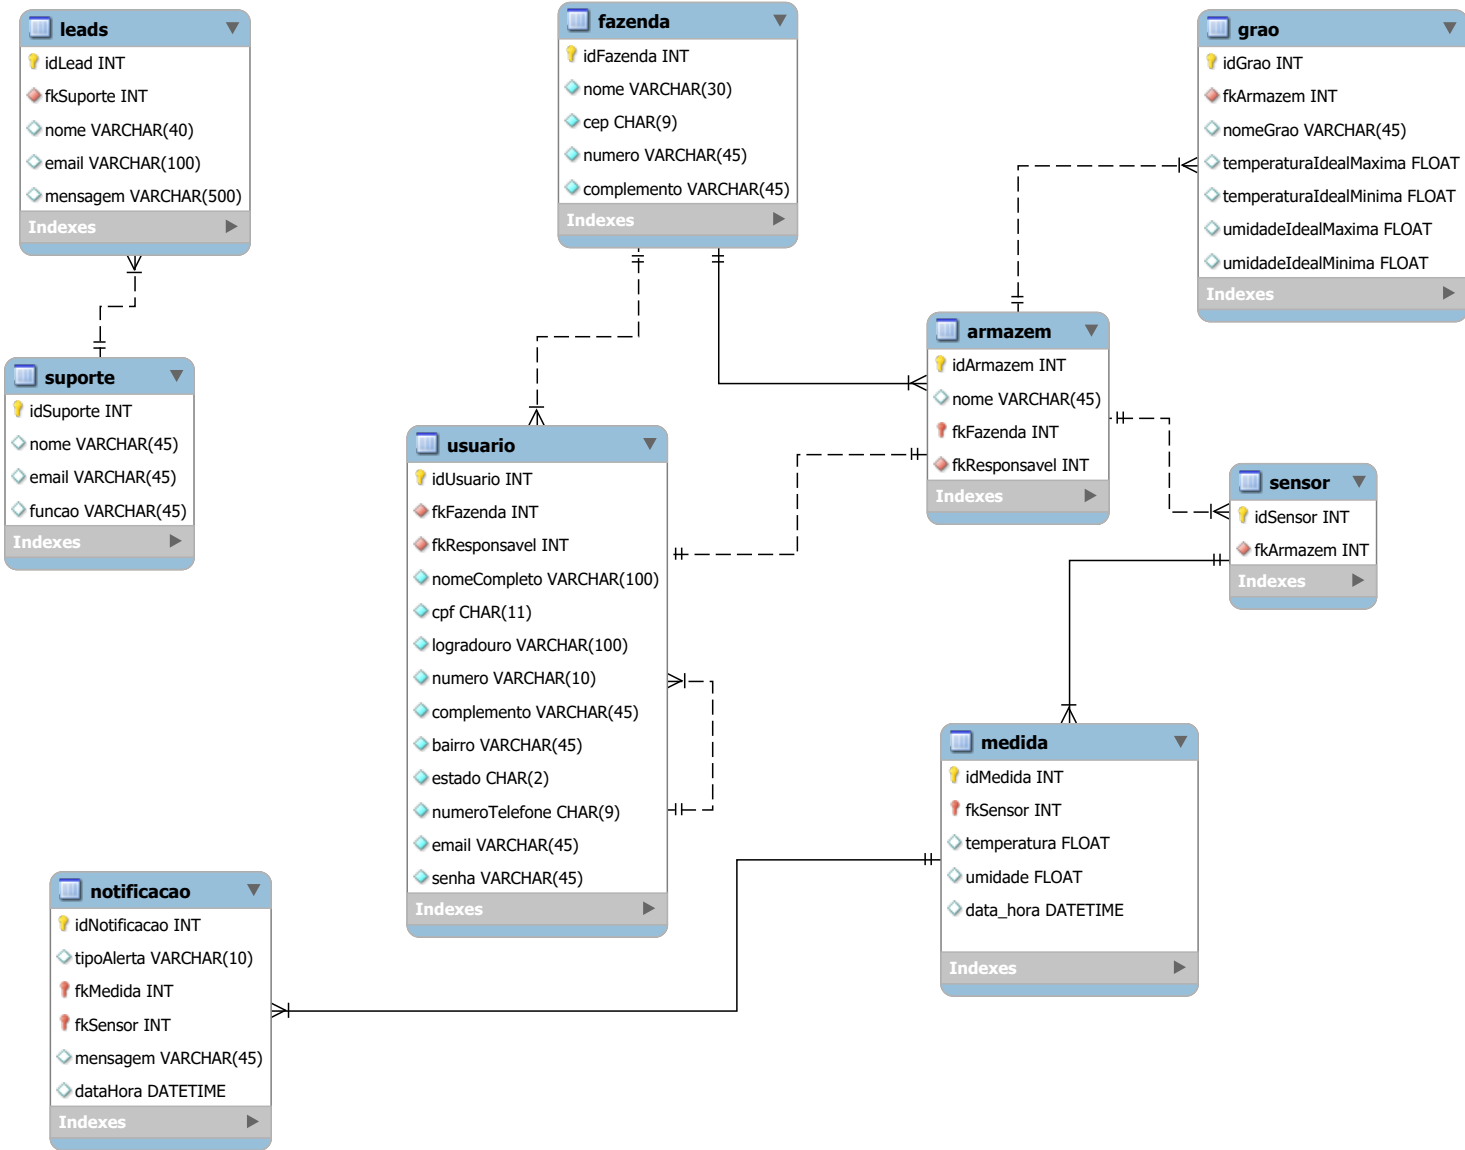 leads
idLead INT
fkSuporte INT
nome VARCHAR(40)
email VARCHAR(100)
mensagem VARCHAR(500)
Indexes
fazenda
idFazenda INT
nome VARCHAR(30)
cep CHAR(9)
numero VARCHAR(45)
complemento VARCHAR(45)
Indexes
grao
idGrao INT
fkArmazem INT
nomeGrao VARCHAR(45)
temperaturaIdealMaxima FLOAT
temperaturaIdealMinima FLOAT
umidadeIdealMaxima FLOAT
umidadeIdealMinima FLOAT
Indexes
suporte
idSuporte INT
nome VARCHAR(45)
email VARCHAR(45)
funcao VARCHAR(45)
Indexes
armazem
idArmazem INT
nome VARCHAR(45)
fkFazenda INT
fkResponsavel INT
Indexes
usuario
idUsuario INT
fkFazenda INT
fkResponsavel INT
nomeCompleto VARCHAR(100)
cpf CHAR(11)
logradouro VARCHAR(100)
numero VARCHAR(10)
complemento VARCHAR(45)
bairro VARCHAR(45)
estado CHAR(2)
numeroTelefone CHAR(9)
email VARCHAR(45)
senha VARCHAR(45)
Indexes
sensor
idSensor INT
fkArmazem INT
Indexes
medida
idMedida INT
fkSensor INT
temperatura FLOAT
umidade FLOAT
data_hora DATETIME
Indexes
notificacao
idNotificacao INT
tipoAlerta VARCHAR(10)
fkMedida INT
fkSensor INT
mensagem VARCHAR(45)
dataHora DATETIME
Indexes